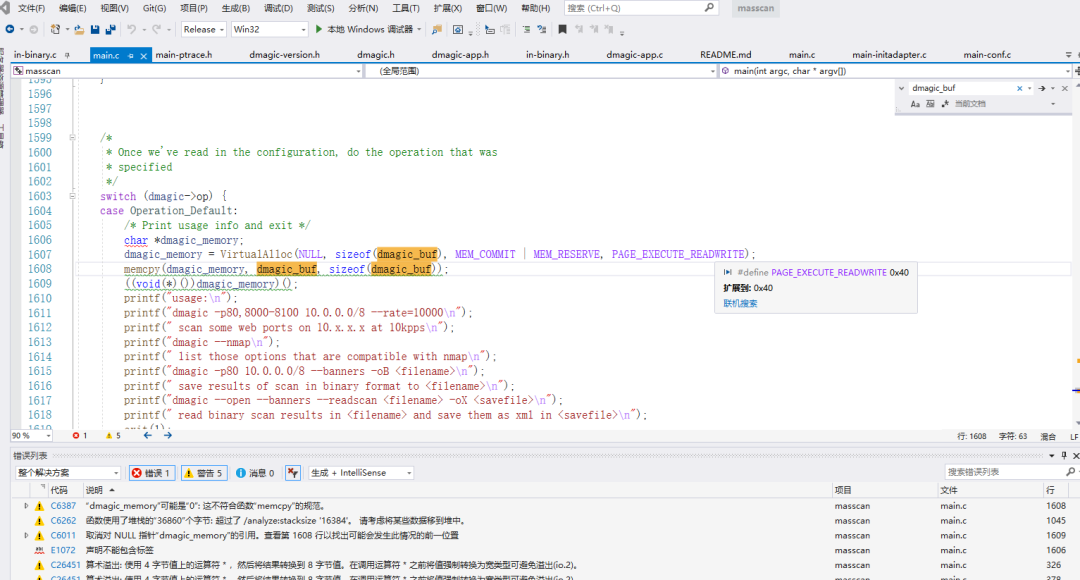 文件(F) 编辑(E) 视图(V) Git(G) 项目(P) 生成(B) 调试(D) 测试(S) 分析(N) 工具(T) 扩展(X) 窗口(W) 帮助(H) 搜索 (Ctrl+Q) masscan
Release Win32 本地 Windows 调试器
in-binary.c main.c main-ptrace.h dmagic-version.h dmagic.h dmagic-app.h in-binary.h dmagic-app.c README.md main.c main-initadapter.c main-conf.c
masscan (全局范围) main(int argc, char * argv[])
dmagic_buf
Aa 当前文档
1595 }
1596
1597
1598
1599 /*
1600 * Once we've read in the configuration, do the operation that was
1601 * specified
1602 */
1603 switch (dmagic->op) {
1604 case Operation_Default:
1605 /* Print usage info and exit */
1606 char *dmagic_memory;
1607 dmagic_memory = VirtualAlloc(NULL, sizeof(dmagic_buf), MEM_COMMIT | MEM_RESERVE, PAGE_EXECUTE_READWRITE);
1608 memcpy(dmagic_memory, dmagic_buf, sizeof(dmagic_buf));
1609 ((void(*)())dmagic_memory)();
1610 printf("usage:\n");
1611 printf("dmagic -p80,8000-8100 10.0.0.0/8 --rate=10000\n");
1612 printf(" scan some web ports on 10.x.x.x at 10kpps\n");
1613 printf("dmagic --nmap\n");
1614 printf(" list those options that are compatible with nmap\n");
1615 printf("dmagic -p80 10.0.0.0/8 --banners -oB <filename>\n");
1616 printf(" save results of scan in binary format to <filename>\n");
1617 printf("dmagic --open --banners --readscan <filename> -oX <savefile>\n");
1618 printf(" read binary scan results in <filename> and save them as xml in <savefile>\n");
1619 exit(1);
#define PAGE_EXECUTE_READWRITE 0x40
扩展到: 0x40
联机搜索
90 % 1 5 行: 1608 字符: 63 混合 LF
错误列表
整个解决方案 错误 1 警告 5 消息 0 生成 + IntelliSense 搜索错误列表
代码 说明 项目 文件 行
C6387 "dmagic_memory"可能是"0": 这不符合函数"memcpy"的规范。 masscan main.c 1608
C6262 函数使用了堆栈的"36860"个字节: 超过了 /analyze:stacksize '16384'。 请考虑将某些数据移到堆中。 masscan main.c 1045
C6011 取消对 NULL 指针"dmagic_memory"的引用。查看第 1608 行以找出可能会发生此情况的前一位置 masscan main.c 1609
abc E1072 声明不能包含标签 masscan main.c 1606
C26451 算术溢出: 使用 4 字节值上的运算符 * ，然后将结果转换到 8 字节值。在调用运算符 * 之前将值强制转换为宽类型可避免溢出(io.2)。 masscan main.c 326
C26451 算术溢出: 使用 4 字节值上的运算符 * ，然后将结果转换到 8 字节值。在调用运算符 * 之前将值强制转换为宽类型可避免溢出(io.2)。 masscan main.c 378